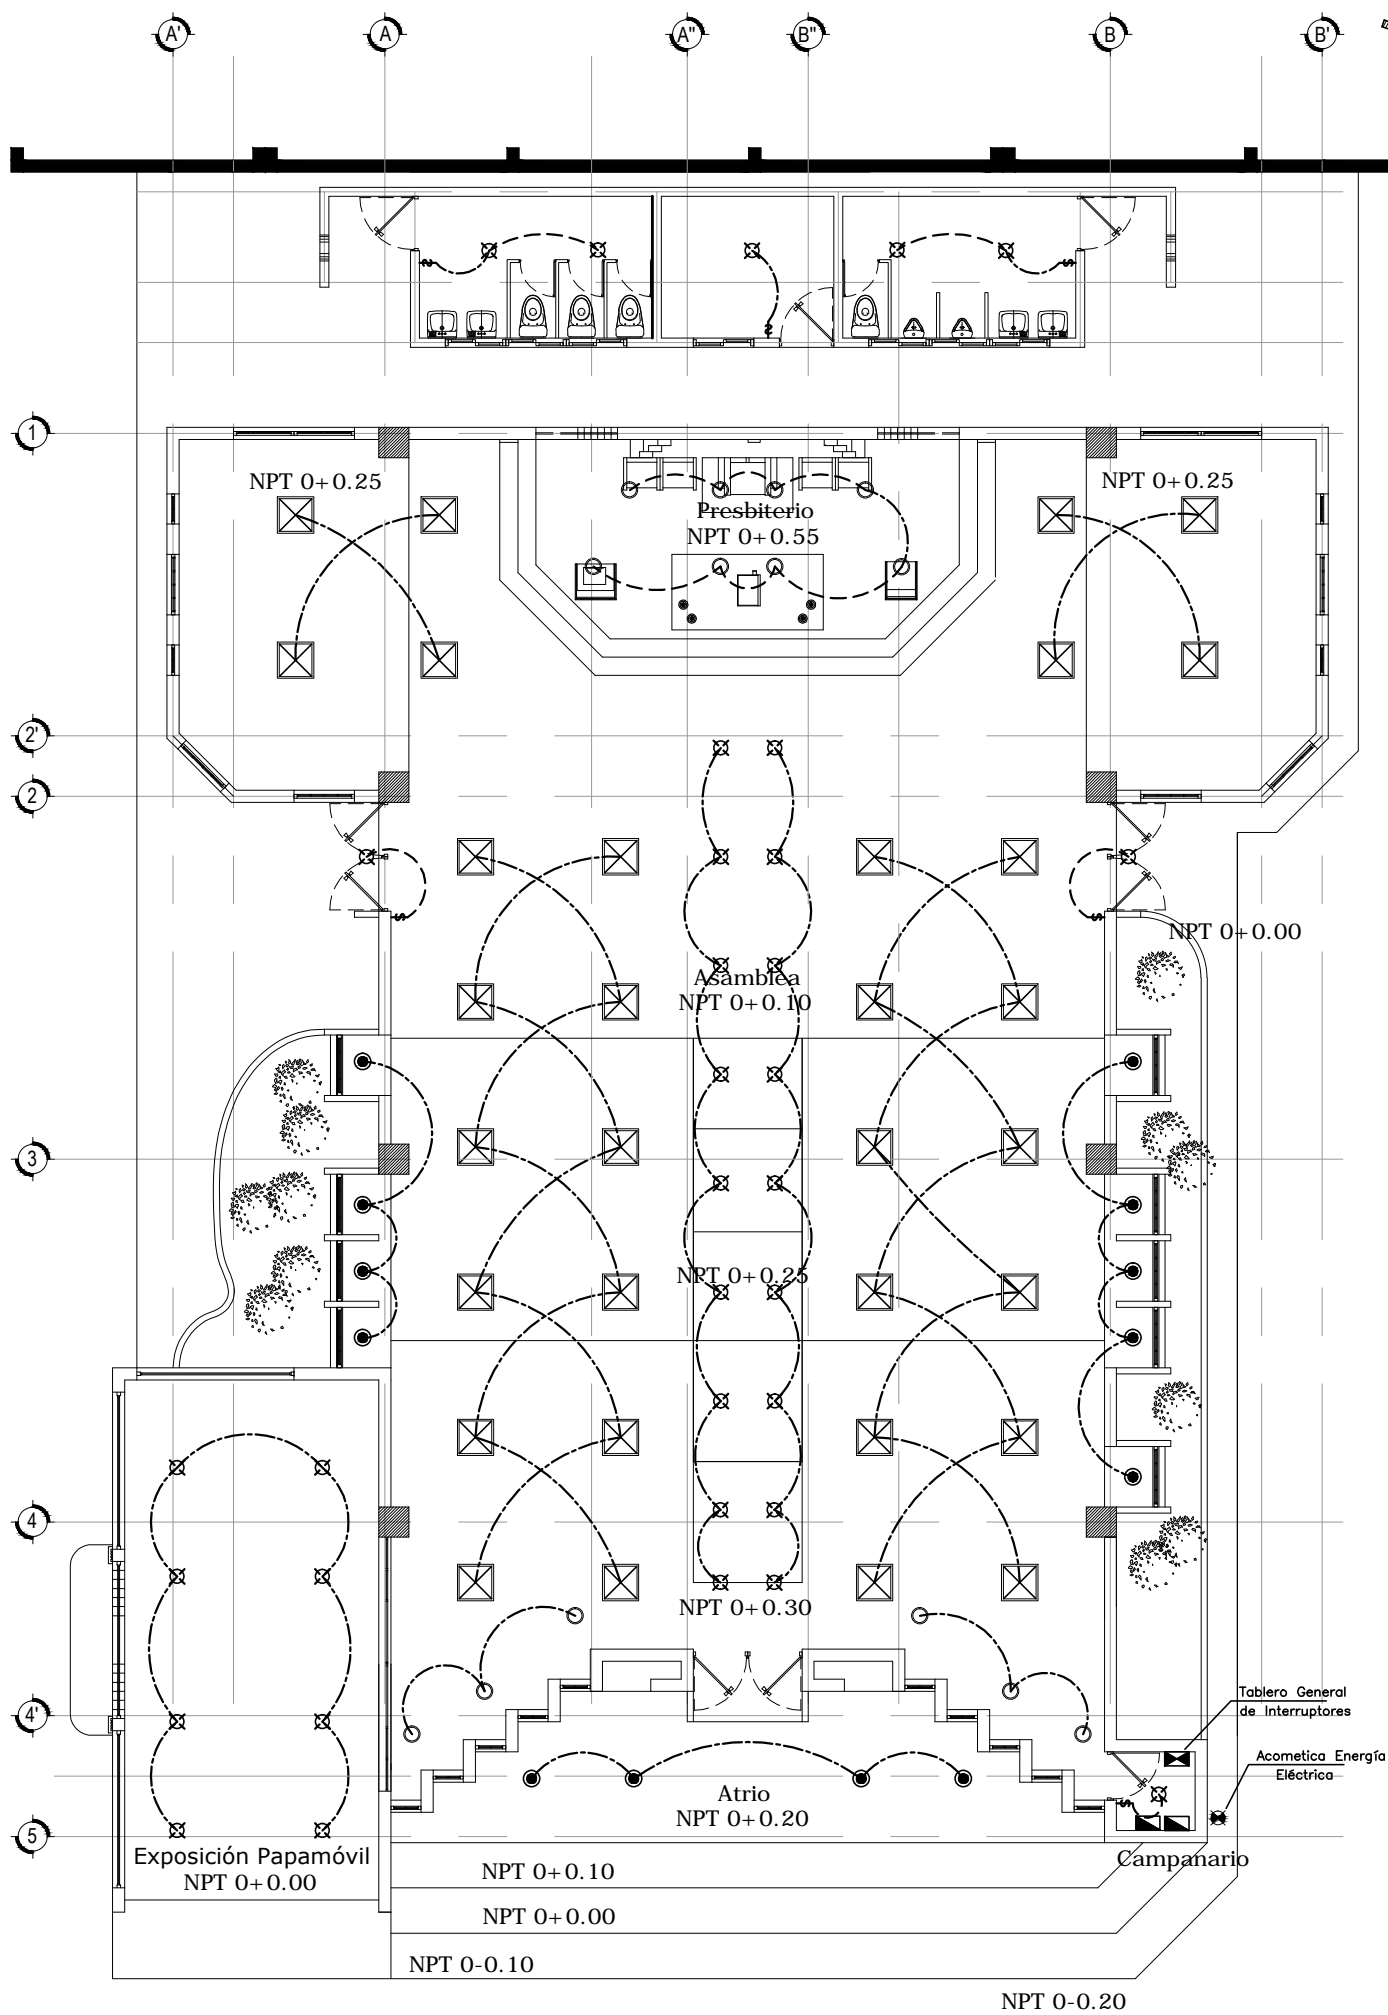 A'
A
A"
B"
B
B'
1
NPT 0+0.25
NPT 0+0.25
Presbiterio
NPT 0+0.55
2'
2
S
S
S
S
S
NPT 0+0.00
Asamblea
NPT 0+0.10
3
NPT 0+0.25
4
NPT 0+0.30
4'
Tablero General
de Interruptores
Acometica Energía
Eléctrica
Atrio
NPT 0+0.20
S
5
Exposición Papamóvil
NPT 0+0.00
Campanario
NPT 0+0.10
NPT 0+0.00
NPT 0-0.10
NPT 0-0.20